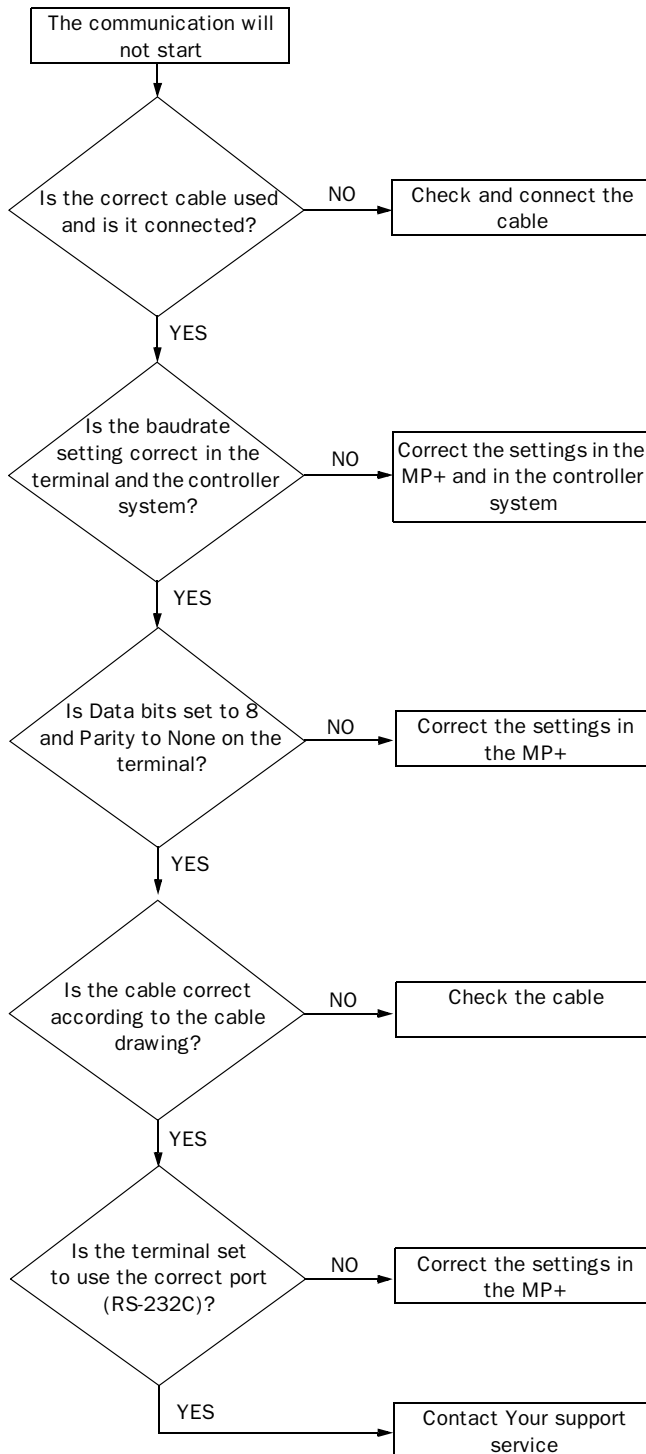 The communication will
not start
Is the correct cable used
and is it connected?
NO
Check and connect the
cable
YES
Is the baudrate
setting correct in the
terminal and the controller
system?
NO
Correct the settings in the
MP+ and in the controller
system
YES
Is Data bits set to 8
and Parity to None on the
terminal?
NO
Correct the settings in
the MP+
YES
Is the cable correct
according to the cable
drawing?
NO
Check the cable
YES
Is the terminal set
to use the correct port
(RS-232C)?
NO
Correct the settings in
the MP+
YES
Contact Your support
service